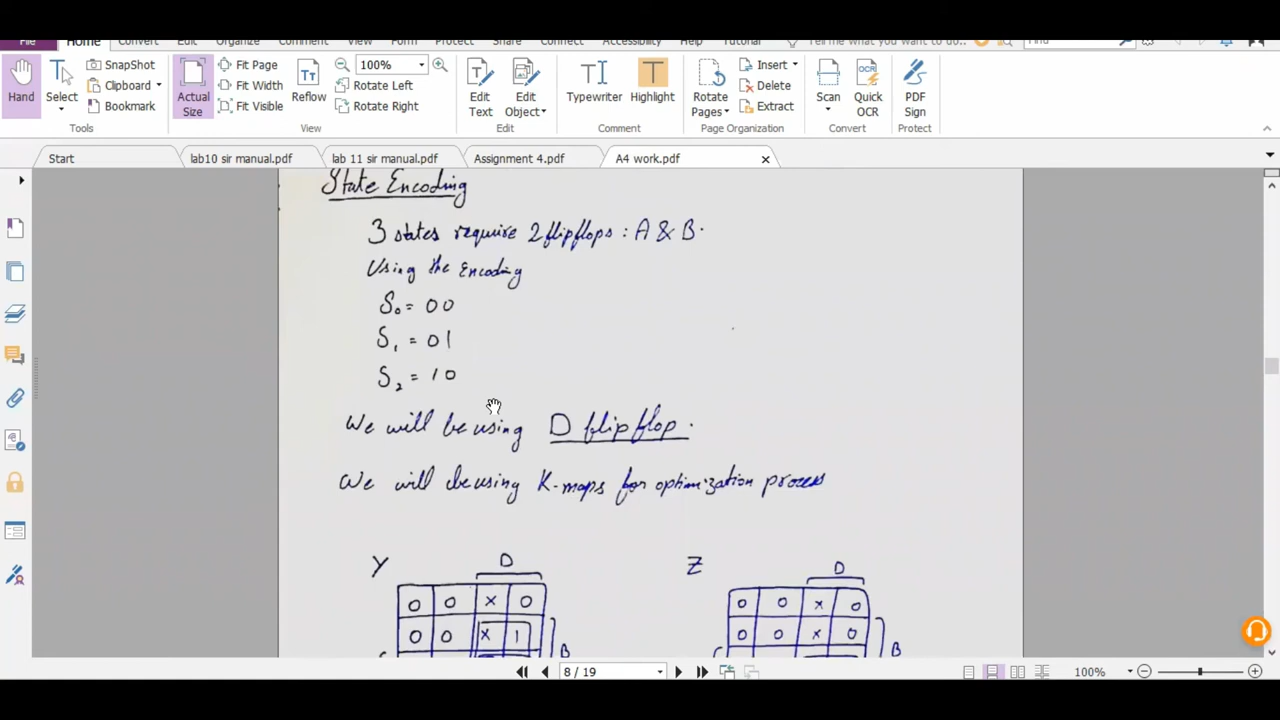 File Home Convert Edit Organize Comment View Form Protect Share Connect Accessibility Help Tutorial Tell me what you want to do.. Find
Hand
Select
SnapShot
Clipboard
Bookmark
Tools
Actual Size
Fit Page
Fit Width
Fit Visible
Reflow
100%
Rotate Left
Rotate Right
View
Edit Text
Edit Object
Edit
Typewriter
Highlight
Comment
Rotate Pages
Insert
Delete
Extract
Page Organization
Scan
Quick OCR
Convert
PDF Sign
Protect
Start lab10 sir manual.pdf lab 11 sir manual.pdf Assignment 4.pdf A4 work.pdf
State Encoding
3 states require 2 flipflops : A & B.
Using the Encoding
S0 = 00
S1 = 01
S2 = 10
We will be using D flipflop.
We will be using K-maps for optimization process
Y D
0 0 x 0
0 0 x 1
B
Z D
0 0 x 0
0 0 x 0
B
8 / 19
100%